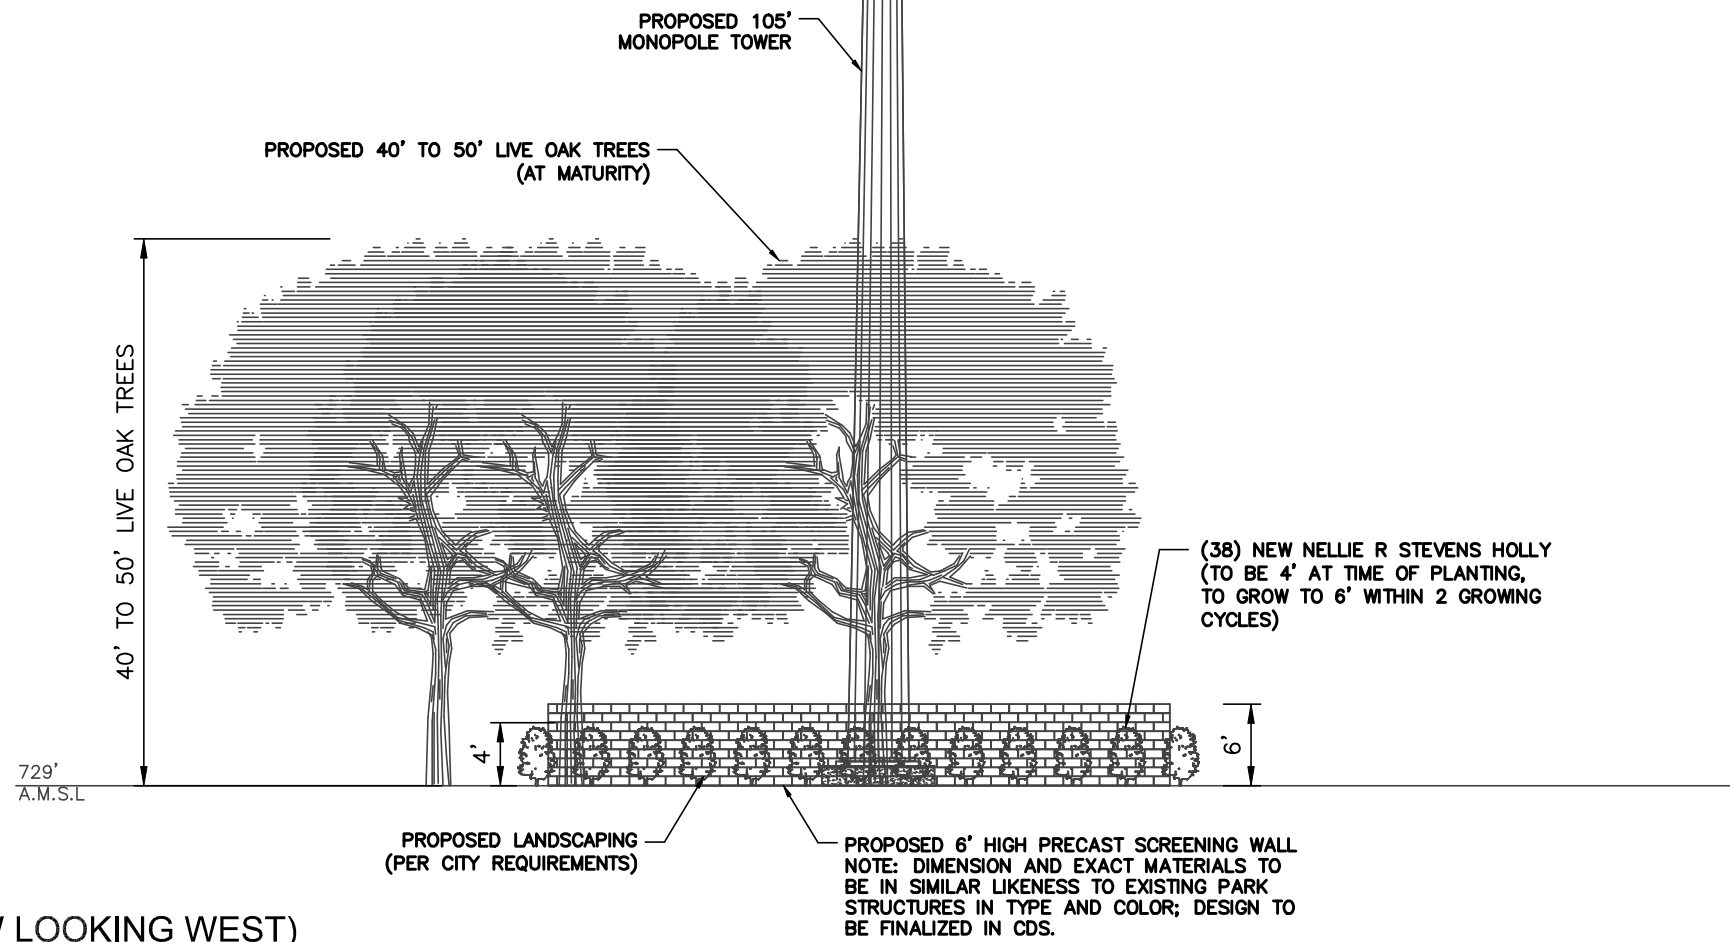 PROPOSED 105'
MONOPOLE TOWER
PROPOSED 40' TO 50' LIVE OAK TREES
(AT MATURITY)
40' TO 50' LIVE OAK TREES
(38) NEW NELLIE R STEVENS HOLLY
(TO BE 4' AT TIME OF PLANTING,
TO GROW TO 6' WITHIN 2 GROWING
CYCLES)
4'
6'
729'
A.M.S.L
PROPOSED LANDSCAPING
(PER CITY REQUIREMENTS)
PROPOSED 6' HIGH PRECAST SCREENING WALL
NOTE: DIMENSION AND EXACT MATERIALS TO
BE IN SIMILAR LIKENESS TO EXISTING PARK
STRUCTURES IN TYPE AND COLOR; DESIGN TO
BE FINALIZED IN CDS.
LOOKING WEST)